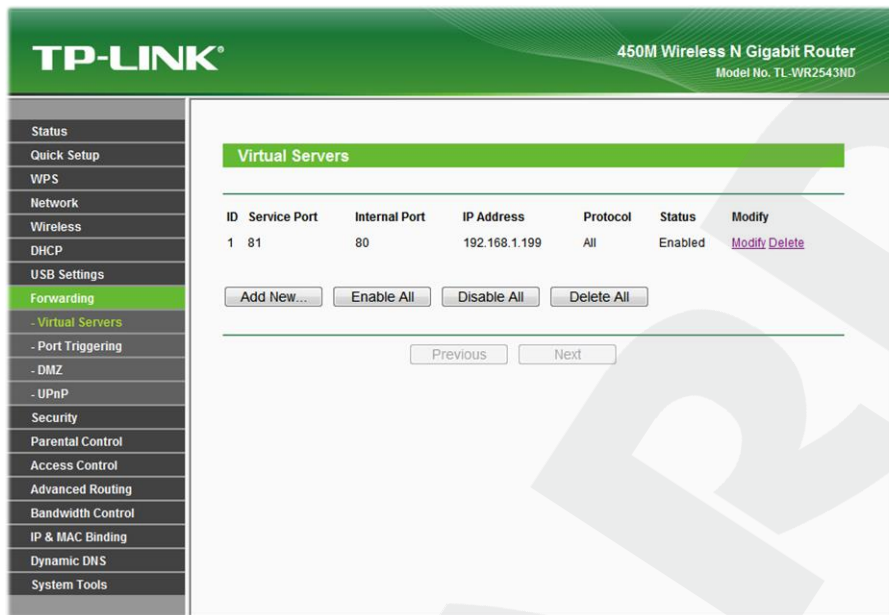 TP-LINK®
450M Wireless N Gigabit Router
Model No. TL-WR2543ND
Status
Quick Setup
WPS
Network
Wireless
DHCP
USB Settings
Forwarding
- Virtual Servers
- Port Triggering
- DMZ
- UPnP
Security
Parental Control
Access Control
Advanced Routing
Bandwidth Control
IP & MAC Binding
Dynamic DNS
System Tools
Virtual Servers
ID Service Port Internal Port IP Address Protocol Status Modify
1 81 80 192.168.1.199 All Enabled Modify Delete
Add New... Enable All Disable All Delete All
Previous Next